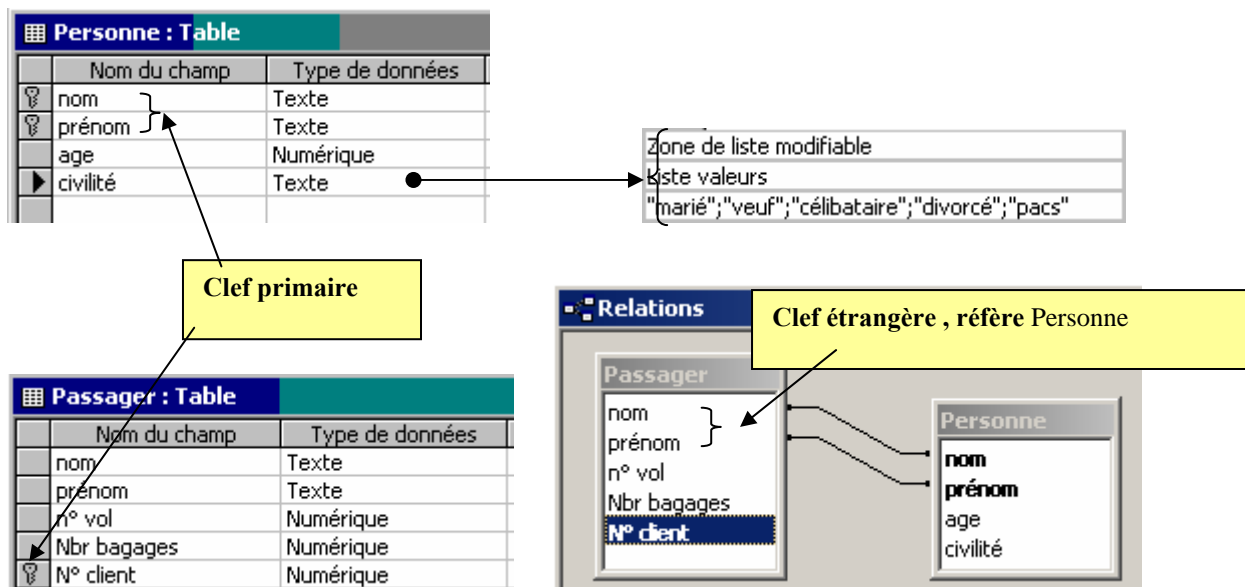 Personne : Table
Nom du champ Type de données
nom Texte
prénom Texte
age Numérique
civilité Texte
Zone de liste modifiable
Liste valeurs
"marié";"veuf";"célibataire";"divorcé";"pacs"
Clef primaire
Passager : Table
Nom du champ Type de données
nom Texte
prénom Texte
n° vol Numérique
Nbr bagages Numérique
N° client Numérique
Relations
Clef étrangère , réfère Personne
Passager
nom
prénom
n° vol
Nbr bagages
N° client
Personne
nom
prénom
age
civilité